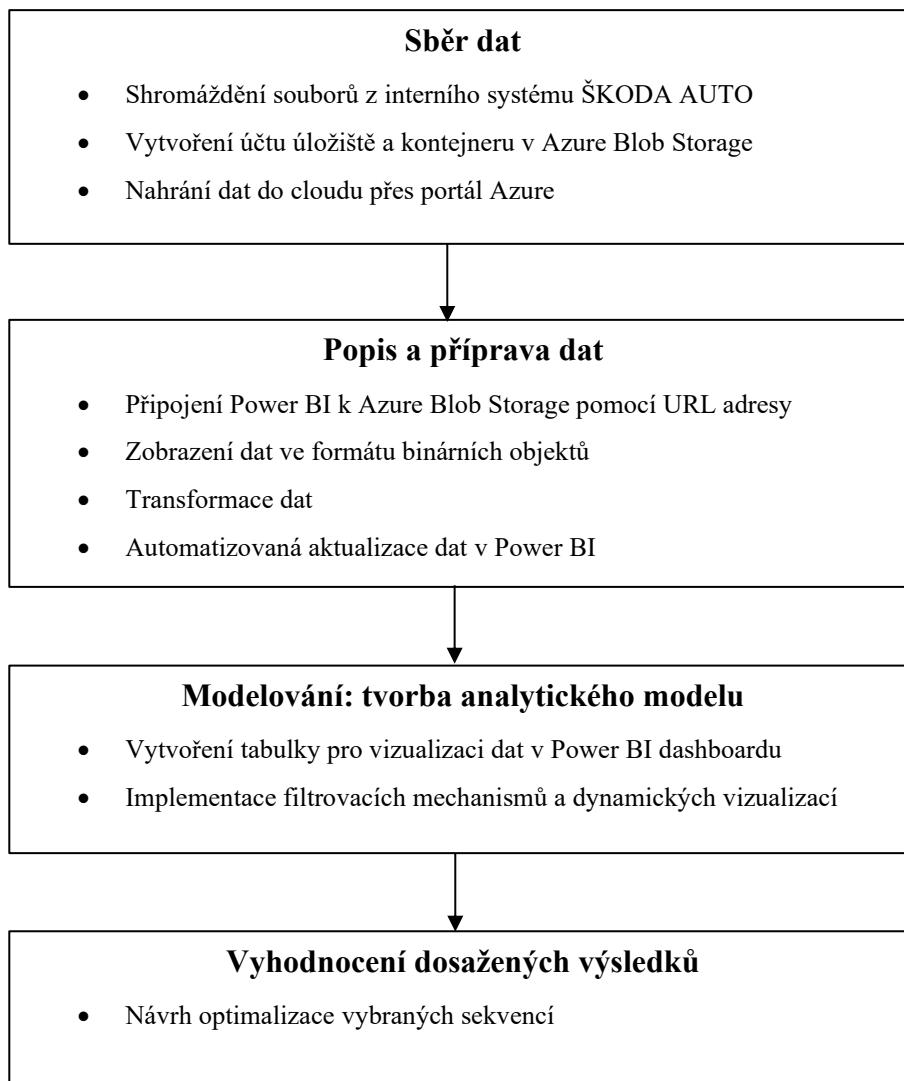 Sběr dat
• Shromáždění souborů z interního systému ŠKODA AUTO
• Vytvoření účtu úložiště a kontejneru v Azure Blob Storage
• Nahrání dat do cloudu přes portál Azure
Popis a příprava dat
• Připojení Power BI k Azure Blob Storage pomocí URL adresy
• Zobrazení dat ve formátu binárních objektů
• Transformace dat
• Automatizovaná aktualizace dat v Power BI
Modelování: tvorba analytického modelu
• Vytvoření tabulky pro vizualizaci dat v Power BI dashboardu
• Implementace filtrovacích mechanismů a dynamických vizualizací
Vyhodnocení dosažených výsledků
• Návrh optimalizace vybraných sekvencí